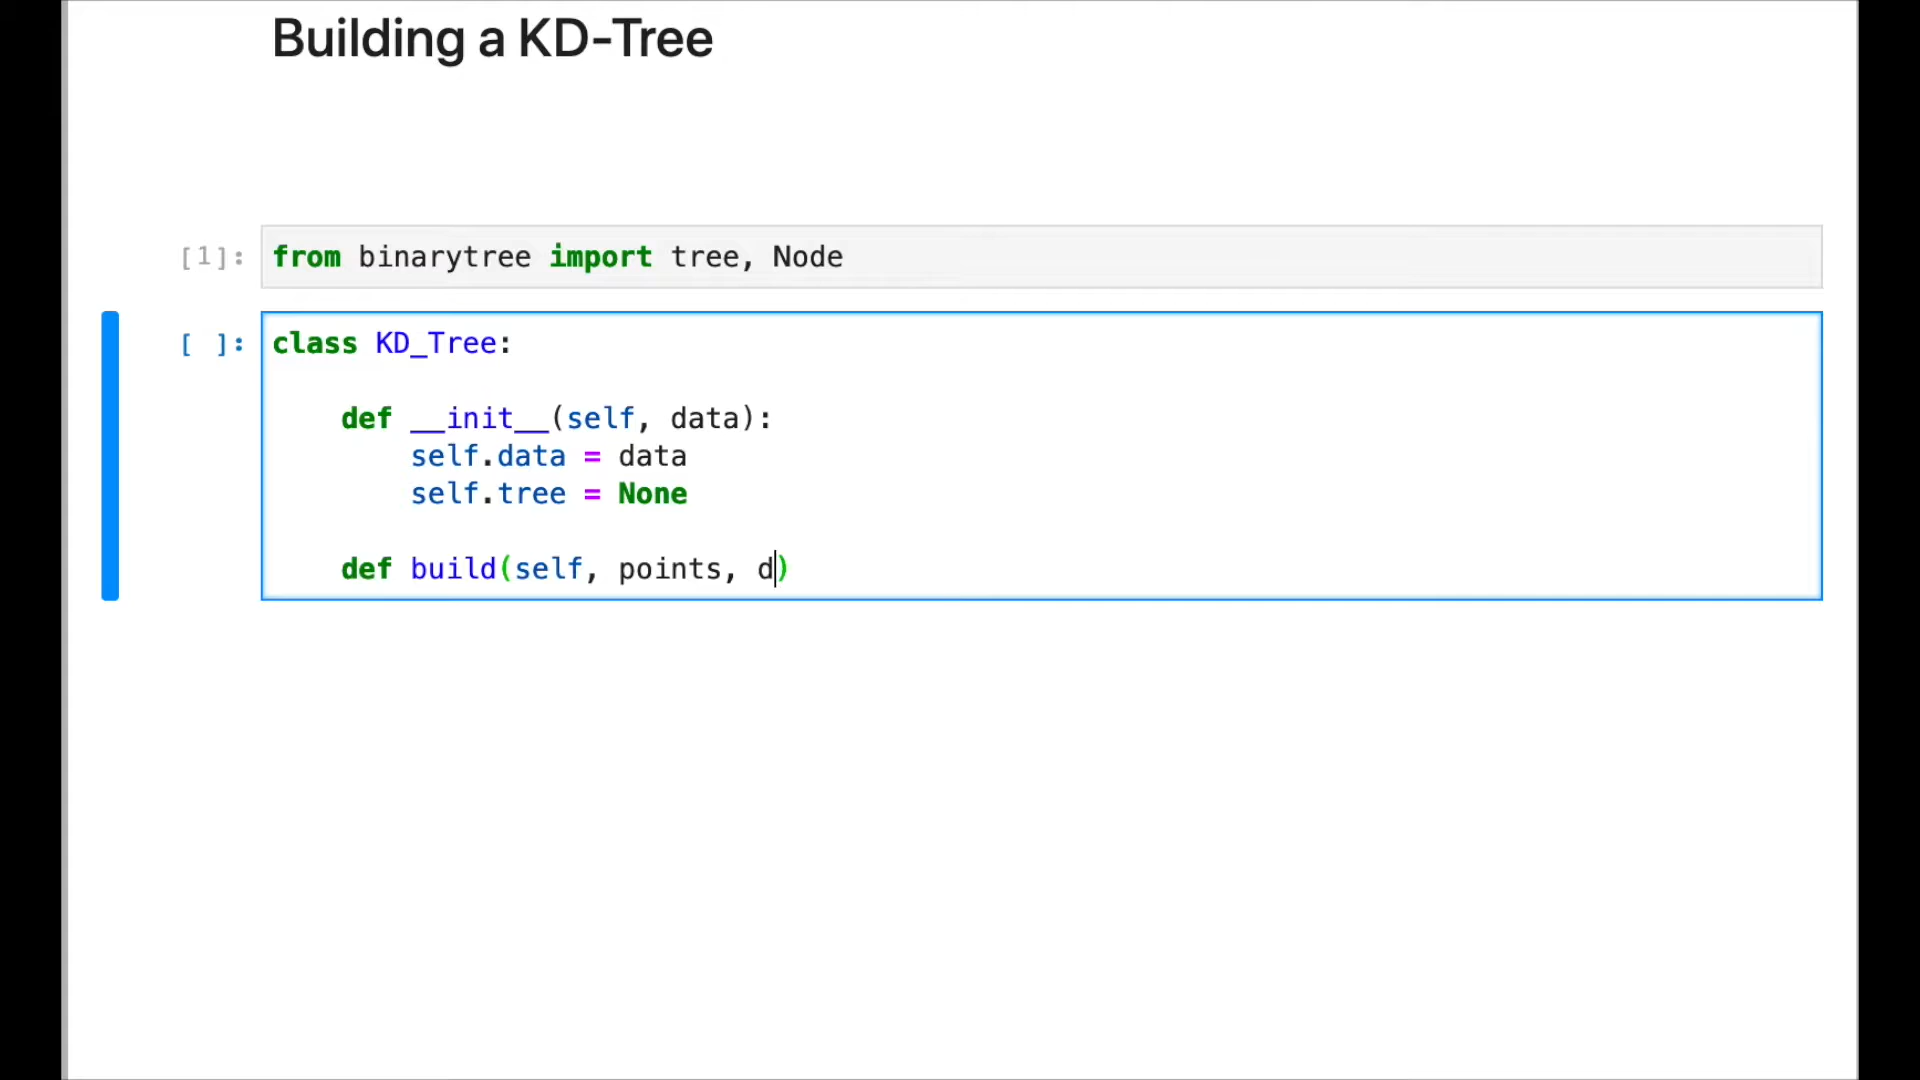 Building a KD-Tree
[1]: from binarytree import tree, Node
[ ]: class KD_Tree:
def __init__(self, data):
self.data = data
self.tree = None
def build(self, points, d)